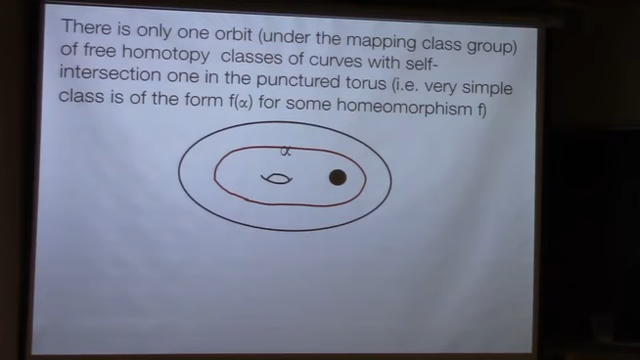 There is only one orbit (under the mapping class group)
of free homotopy classes of curves with self-
intersection one in the punctured torus (i.e. very simple
class is of the form f(α) for some homeomorphism f)
α